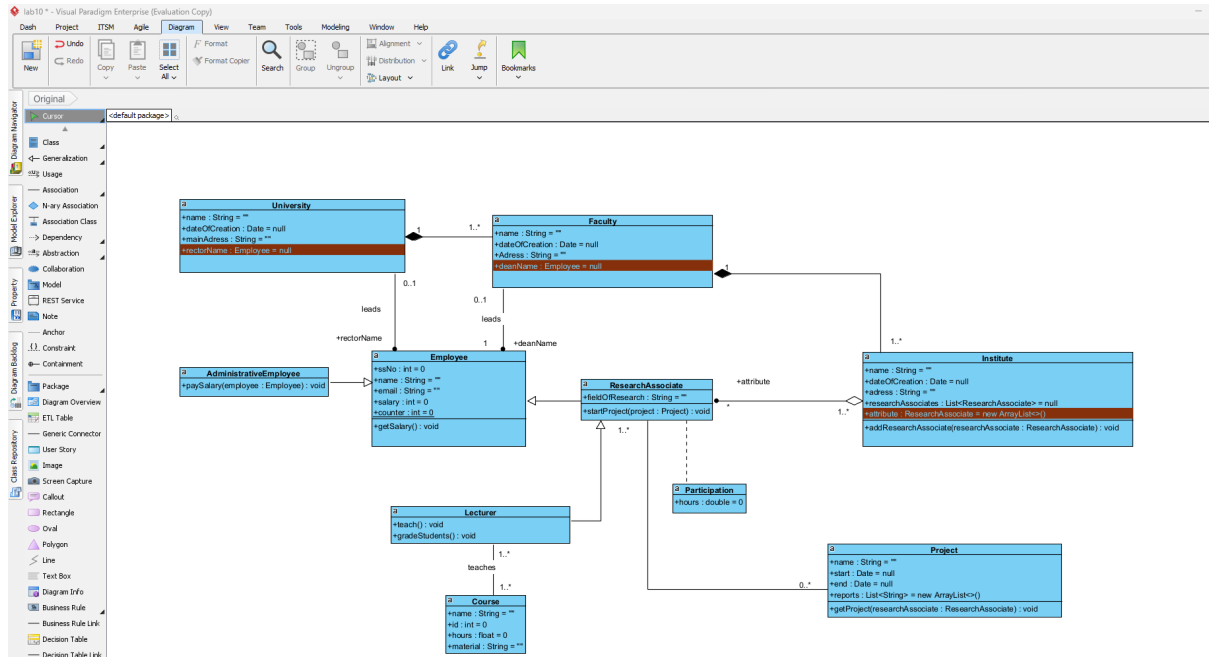 lab10 * - Visual Paradigm Enterprise (Evaluation Copy)
Dash Project ITSM Agile Diagram View Team Tools Modeling Window Help
New
Undo
Redo
Copy
Paste
Select All
Format
Format Copier
Search
Group
Ungroup
Alignment
Distribution
Layout
Link
Jump
Bookmarks
Original
<default package>
Diagram Navigator
Model Explorer
Property
Diagram Backlog
Class Repository
Cursor
Class
Generalization
Usage
Association
N-ary Association
Association Class
Dependency
Abstraction
Collaboration
Model
REST Service
Note
Anchor
Constraint
Containment
Package
Diagram Overview
ETL Table
Generic Connector
User Story
Image
Screen Capture
Callout
Rectangle
Oval
Polygon
Line
Text Box
Diagram Info
Business Rule
Business Rule Link
Decision Table
Decision Table Link
University
+name : String = ""
+dateOfCreation : Date = null
+mainAdress : String = ""
+rectorName : Employee = null
1
1..*
Faculty
+name : String = ""
+dateOfCreation : Date = null
+Adress : String = ""
+deanName : Employee = null
1
0..1
leads
+rectorName
0..1
leads
1
+deanName
1..*
AdministrativeEmployee
+paySalary(employee : Employee) : void
Employee
+ssNo : int = 0
+name : String = ""
+email : String = ""
+salary : int = 0
+counter : int = 0
+getSalary() : void
ResearchAssociate
+fieldOfResearch : String = ""
+startProject(project : Project) : void
1..*
+attribute
*
1..*
Institute
+name : String = ""
+dateOfCreation : Date = null
+adress : String = ""
+researchAssociates : List<ResearchAssociate> = null
+attribute : ResearchAssociate = new ArrayList<>()
+addResearchAssociate(researchAssociate : ResearchAssociate) : void
Participation
+hours : double = 0
Lecturer
+teach() : void
+gradeStudents() : void
1..*
teaches
1..*
Course
+name : String = ""
+id : int = 0
+hours : float = 0
+material : String = ""
0..*
Project
+name : String = ""
+start : Date = null
+end : Date = null
+reports : List<String> = new ArrayList<>()
+getProject(researchAssociate : ResearchAssociate) : void